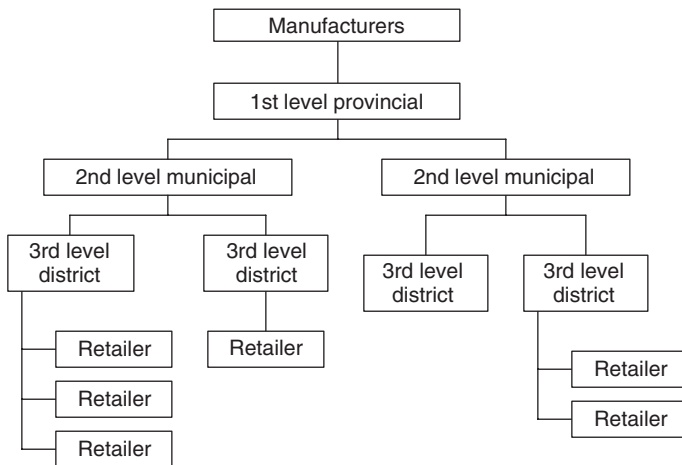 Manufacturers
1st level provincial
2nd level municipal
2nd level municipal
3rd level
district
3rd level
district
3rd level
district
3rd level
district
Retailer
Retailer
Retailer
Retailer
Retailer
Retailer